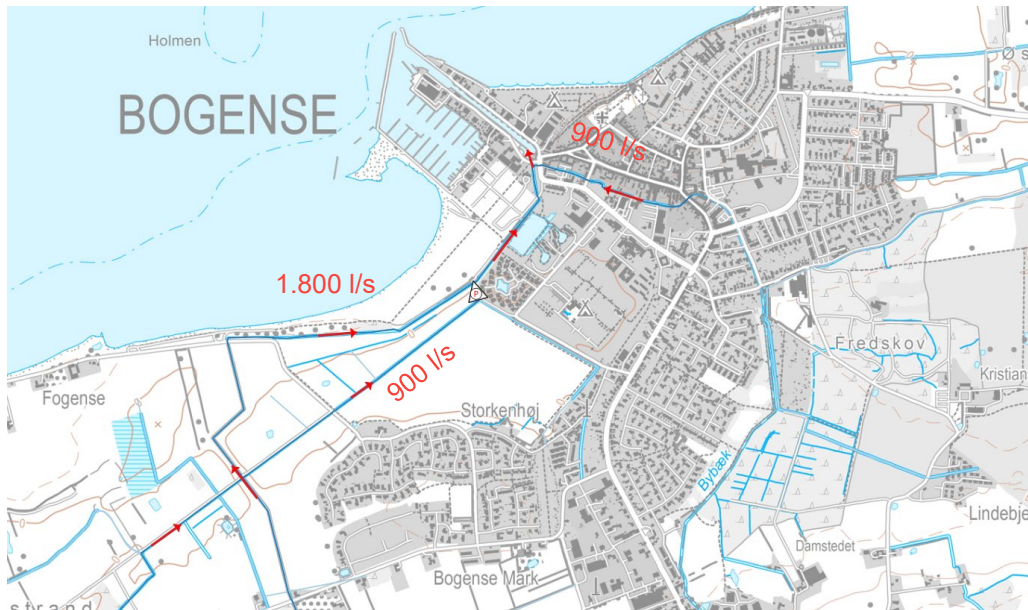 Holmen
BOGENSE
900 l/s
1.800 l/s
P
900 l/s
Fogense
Storkenhøj
Fredskov
Kristian
Bybæk
Lindebje
Damstedet
Bogense Mark
strand
Ø s